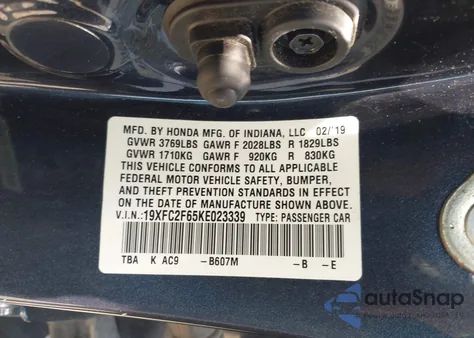 MFD. BY HONDA MFG. OF INDIANA, LLC 02/'19
GVWR 3769LBS GAWR F 2028LBS R 1829LBS
GVWR 1710KG GAWR F 920KG R 830KG
THIS VEHICLE CONFORMS TO ALL APPLICABLE
FEDERAL MOTOR VEHICLE SAFETY, BUMPER,
AND THEFT PREVENTION STANDARDS IN EFFECT
ON THE DATE OF MANUFACTURE SHOWN ABOVE.
V.I.N.:19XFC2F65KE023339 TYPE: PASSENGER CAR
TBA K AC9 -B607M -B -E
autoSnap